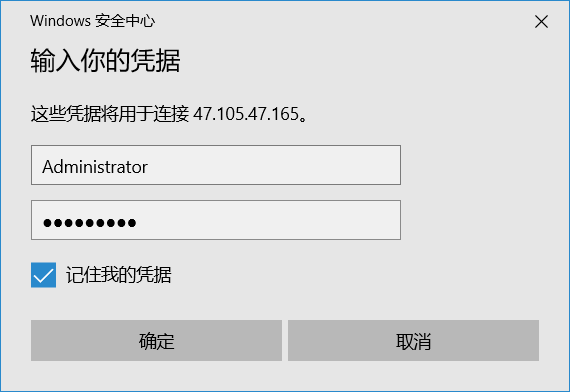 Windows 安全中心
输入你的凭据
这些凭据将用于连接 47.105.47.165。
Administrator
●●●●●●●●●
记住我的凭据
确定
取消